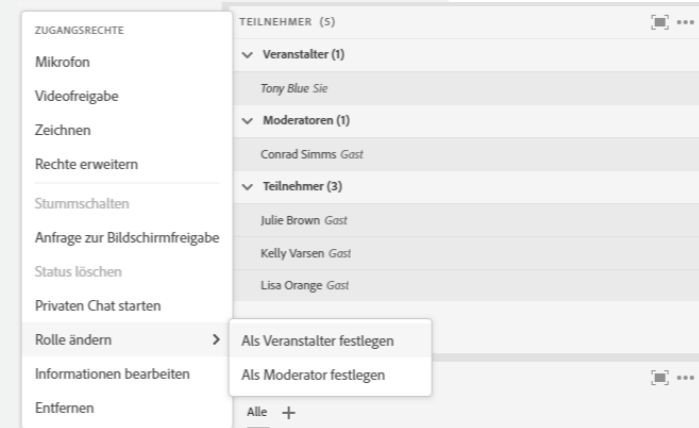 ZUGANGSRECHTE
Mikrofon
Videofreigabe
Zeichnen
Rechte erweitern
Stummschalten
Anfrage zur Bildschirmfreigabe
Status löschen
Privaten Chat starten
Rolle ändern
Informationen bearbeiten
Entfernen
TEILNEHMER (5)
Veranstalter (1)
Tony Blue Sie
Moderatoren (1)
Conrad Simms Gast
Teilnehmer (3)
Julie Brown Gast
Kelly Varsen Gast
Lisa Orange Gast
Als Veranstalter festlegen
Als Moderator festlegen
Alle